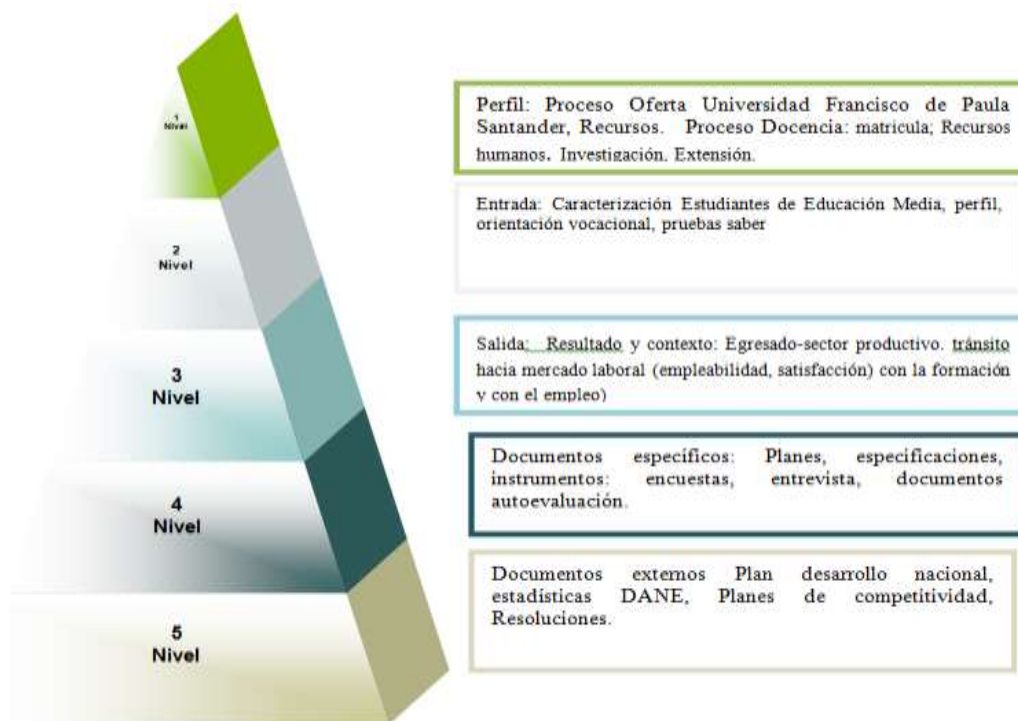 1
Nivel
Perfil: Proceso Oferta Universidad Francisco de Paula
Santander, Recursos. Proceso Docencia: matricula; Recursos
humanos. Investigación. Extensión.
2
Nivel
Entrada: Caracterización Estudiantes de Educación Media, perfil,
orientación vocacional, pruebas saber
3
Nivel
Salida: Resultado y contexto: Egresado-sector productivo. tránsito
hacia mercado laboral (empleabilidad, satisfacción) con la formación
y con el empleo)
4
Nivel
Documentos específicos: Planes, especificaciones,
instrumentos: encuestas, entrevista, documentos
autoevaluación.
5
Nivel
Documentos externos Plan desarrollo nacional,
estadísticas DANE, Planes de competitividad,
Resoluciones.